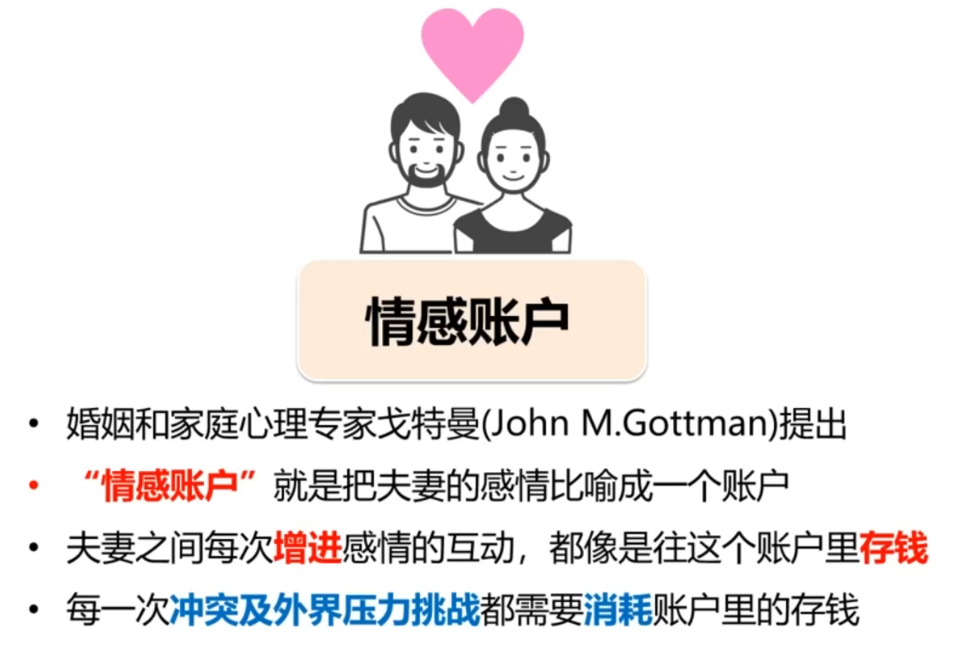 情感账户
• 婚姻和家庭心理专家戈特曼(John M.Gottman)提出
• “情感账户”就是把夫妻的感情比喻成一个账户
• 夫妻之间每次增进感情的互动，都像是往这个账户里存钱
• 每一次冲突及外界压力挑战都需要消耗账户里的存钱